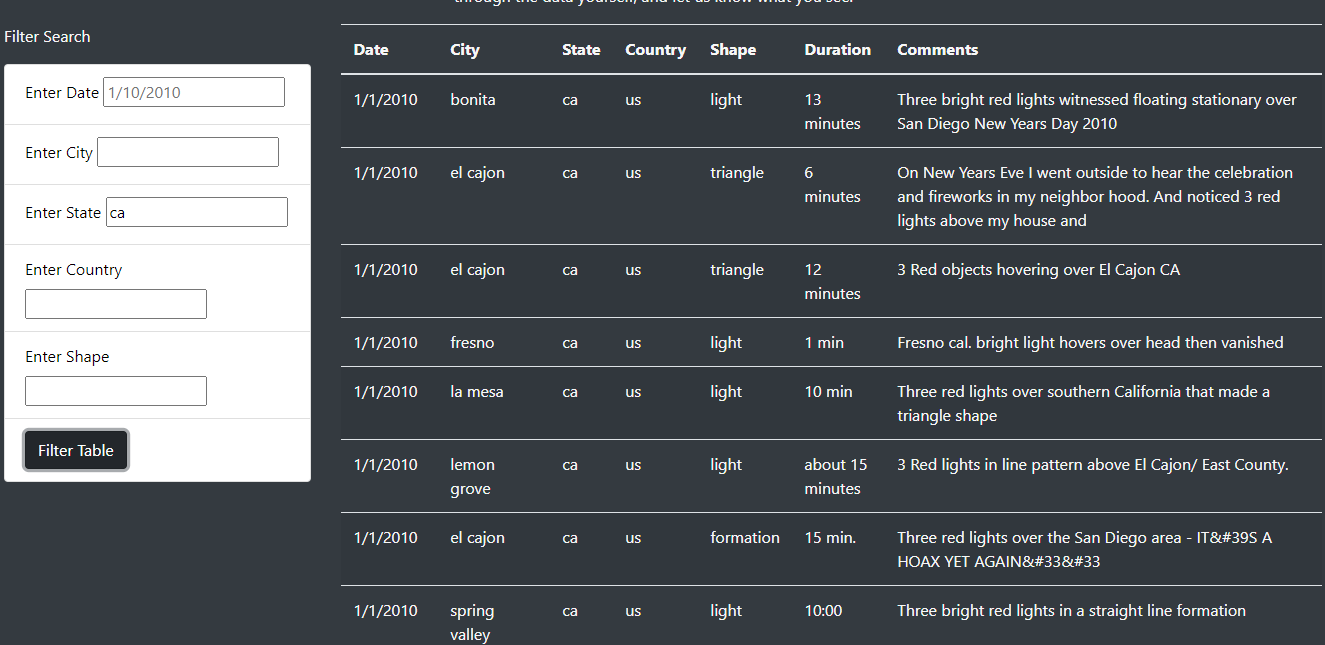 through the data yourself, and let us know what you see.
Filter Search
Enter Date 1/10/2010
Enter City
Enter State ca
Enter Country
Enter Shape
Filter Table
Date City State Country Shape Duration Comments
1/1/2010 bonita ca us light 13 Three bright red lights witnessed floating stationary over
minutes San Diego New Years Day 2010
1/1/2010 el cajon ca us triangle 6 On New Years Eve I went outside to hear the celebration
minutes and fireworks in my neighbor hood. And noticed 3 red
lights above my house and
1/1/2010 el cajon ca us triangle 12 3 Red objects hovering over El Cajon CA
minutes
1/1/2010 fresno ca us light 1 min Fresno cal. bright light hovers over head then vanished
1/1/2010 la mesa ca us light 10 min Three red lights over southern California that made a
triangle shape
1/1/2010 lemon ca us light about 15 3 Red lights in line pattern above El Cajon/ East County.
grove minutes
1/1/2010 el cajon ca us formation 15 min. Three red lights over the San Diego area - IT&#39S A
HOAX YET AGAIN&#33&#33
1/1/2010 spring ca us light 10:00 Three bright red lights in a straight line formation
valley